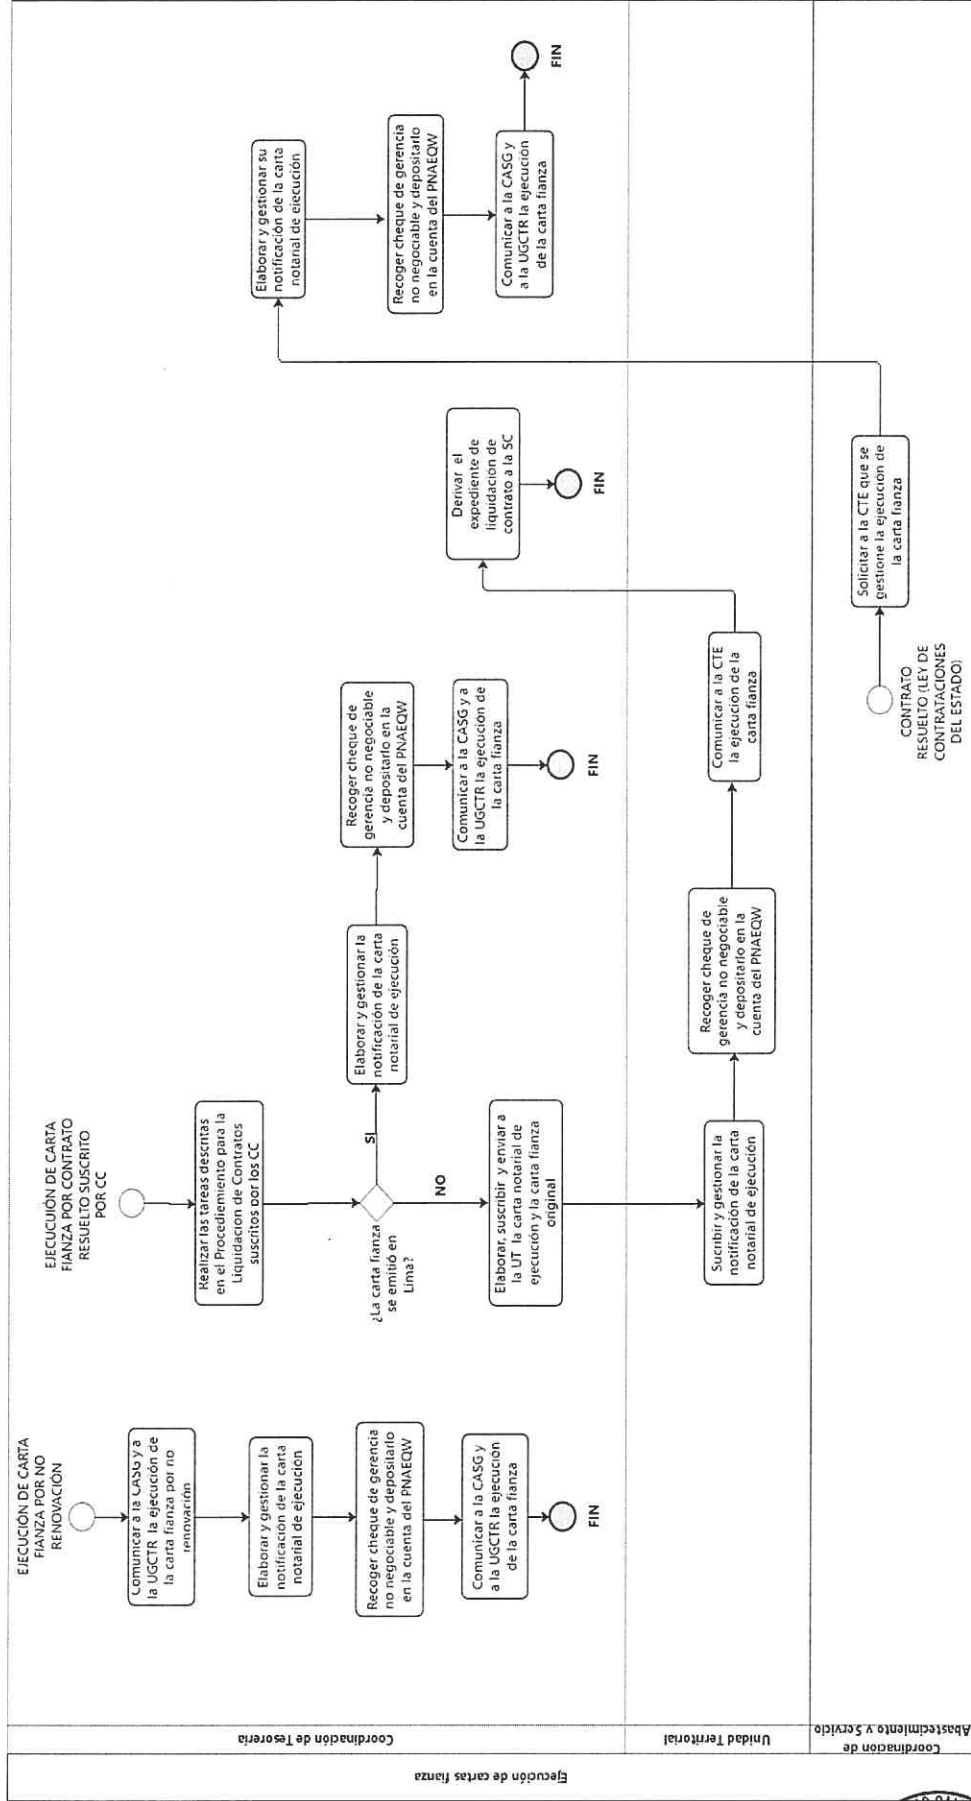 Ejecución de cartas fianza
Coordinación de Tesorería
EJECUCIÓN DE CARTA
FIANZA POR NO
RENOVACIÓN
Comunicar a la CASG y a
la UGCTR la ejecución de
la carta fianza por no
renovación
Elaborar y gestionar la
notificación de la carta
notarial de ejecución
Recoger cheque de gerencia
no negociable y depositarlo
en la cuenta del PNAEQW
Comunicar a la CASG y
a la UGCTR la ejecución
de la carta fianza
FIN
EJECUCUIÓN DE CARTA
FIANZA POR CONTRATO
RESUELTO SUSCRITO
POR CC
Realizar las tareas descritas
en el Procediemiento para la
Liquidacion de Contratos
suscritos por los CC
¿La carta fianza
se emitió en
Lima?
SI
NO
Elaborar y gestionar la
notificación de la carta
notarial de ejecución
Recoger cheque de
gerencia no negociable
y depositarlo en la
cuenta del PNAEQW
Comunicar a la CASG y a
la UGCTR la ejecución de
la carta fianza
FIN
Elaborar, suscribir y enviar a
la UT la carta notarial de
ejecución y la carta fianza
original
Derivar el
expediente de
liquidación de
contrato a la SC
FIN
Elaborar y gestionar su
notificación de la carta
notarial de ejecución
Recoger cheque de gerencia
no negociable y depositarlo
en la cuenta del PNAEQW
Comunicar a la CASG y
a la UGCTR la ejecución
de la carta fianza
FIN
Unidad Territorial
Sucribir y gestionar la
notificación de la carta
notarial de ejecución
Recoger cheque de
gerencia no negociable
y depositarlo en la
cuenta del PNAEQW
Comunicar a la CTE
la ejecución de la
carta fianza
Coordinación de
Abastecimiento y Servicio
CONTRATO
RESUELTO (LEY DE
CONTRATACIONES
DEL ESTADO)
Solicitar a la CTE que se
gestione la ejecución de
la carta fianza